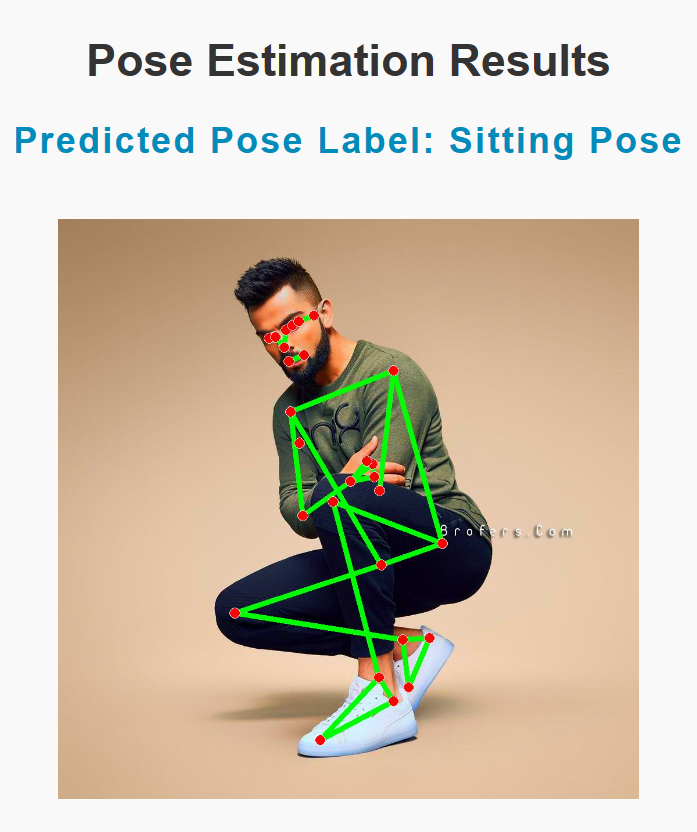 Pose Estimation Results
Predicted Pose Label: Sitting Pose
Brofers.Com